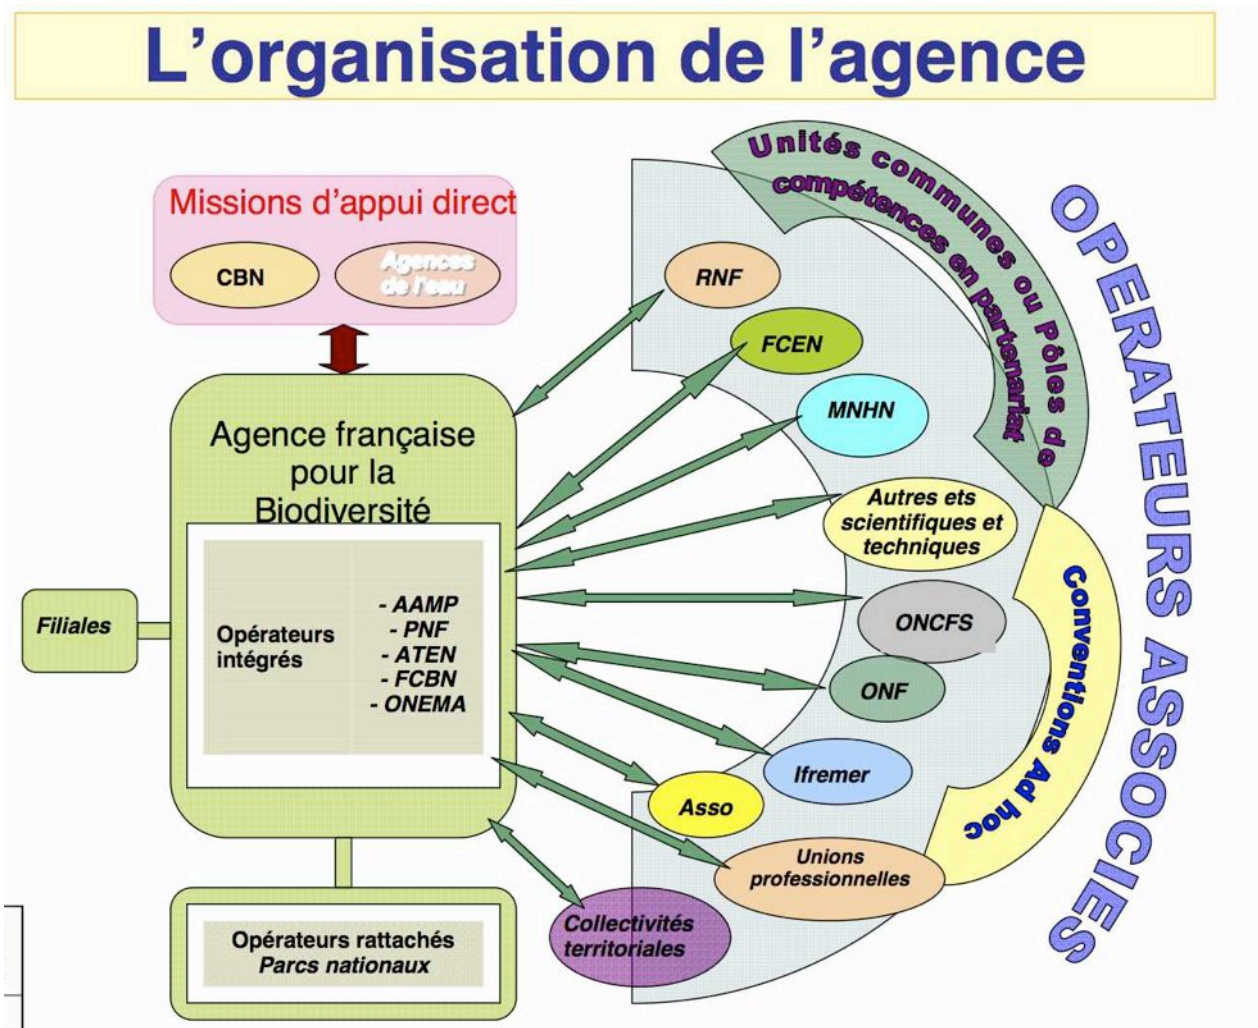 L'organisation de l'agence
Missions d'appui direct
CBN
Agences
de l'eau
Agence française
pour la
Biodiversité
Opérateurs
intégrés
- AAMP
- PNF
- ATEN
- FCBN
- ONEMA
Filiales
Opérateurs rattachés
Parcs nationaux
RNF
FCEN
MNHN
Autres ets
scientifiques et
techniques
ONCFS
ONF
Ifremer
Asso
Unions
professionnelles
Collectivités
territoriales
Unités communes ou Pôles de
compétences en partenariat
Conventions Ad hoc
OPERATEURS ASSOCIES